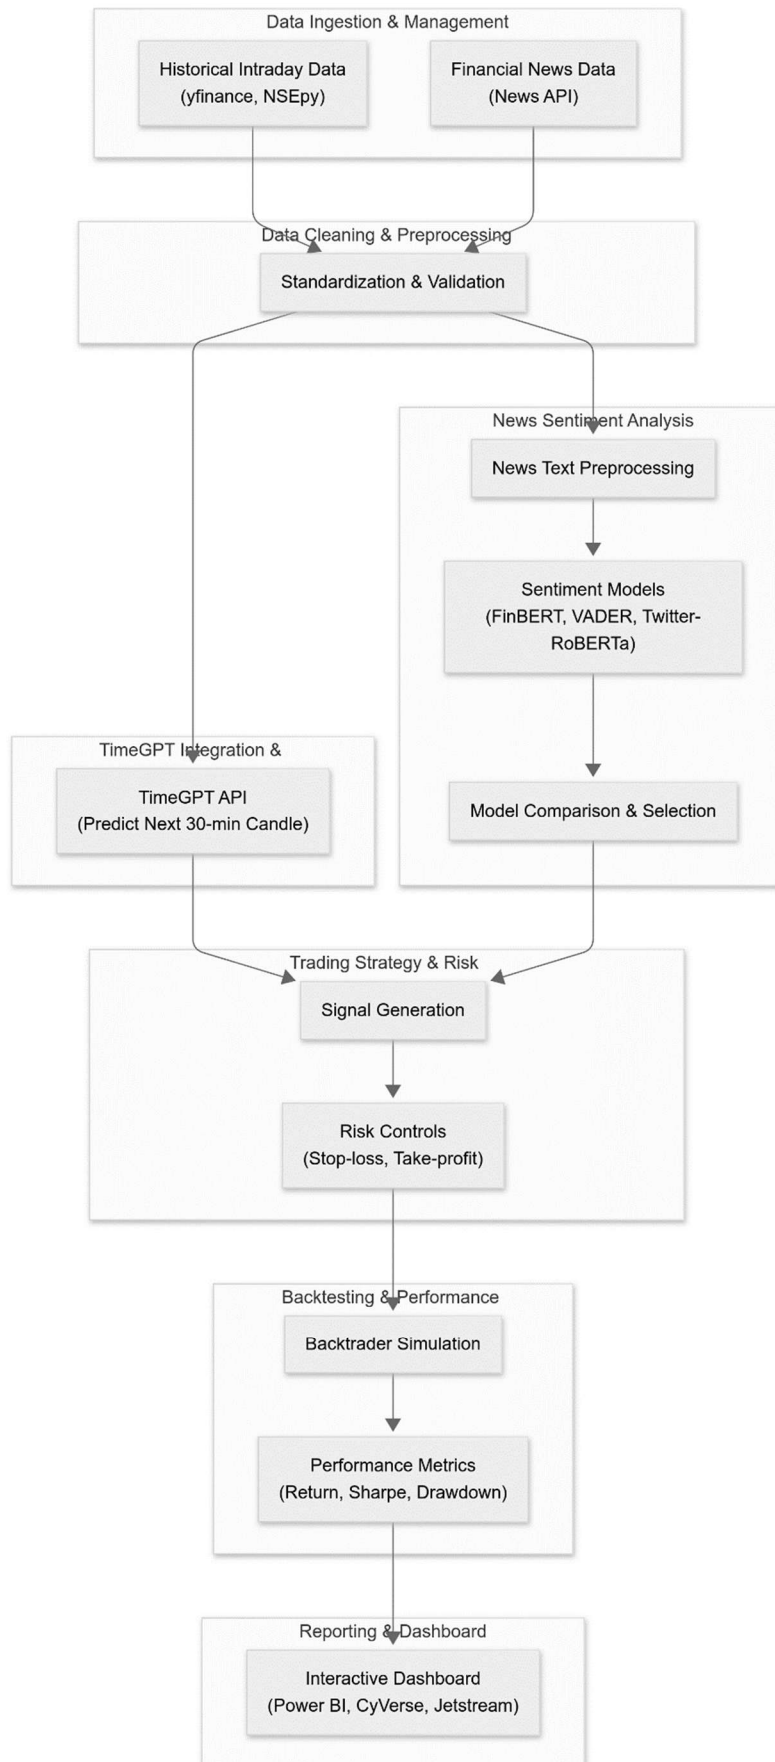 Data Ingestion & Management
Historical Intraday Data
(yfinance, NSEpy)
Financial News Data
(News API)
Data Cleaning & Preprocessing
Standardization & Validation
News Sentiment Analysis
News Text Preprocessing
Sentiment Models
(FinBERT, VADER, Twitter-
RoBERTa)
TimeGPT Integration &
TimeGPT API
(Predict Next 30-min Candle)
Model Comparison & Selection
Trading Strategy & Risk
Signal Generation
Risk Controls
(Stop-loss, Take-profit)
Backtesting & Performance
Backtrader Simulation
Performance Metrics
(Return, Sharpe, Drawdown)
Reporting & Dashboard
Interactive Dashboard
(Power BI, CyVerse, Jetstream)